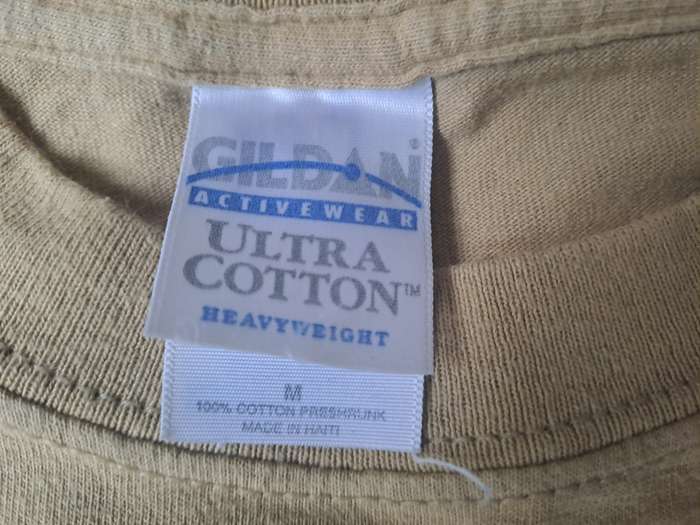 GILDAN®
ACTIVEWEAR
ULTRA
COTTON™
HEAVYWEIGHT
M
100% COTTON PRESHRUNK
MADE IN HAITI